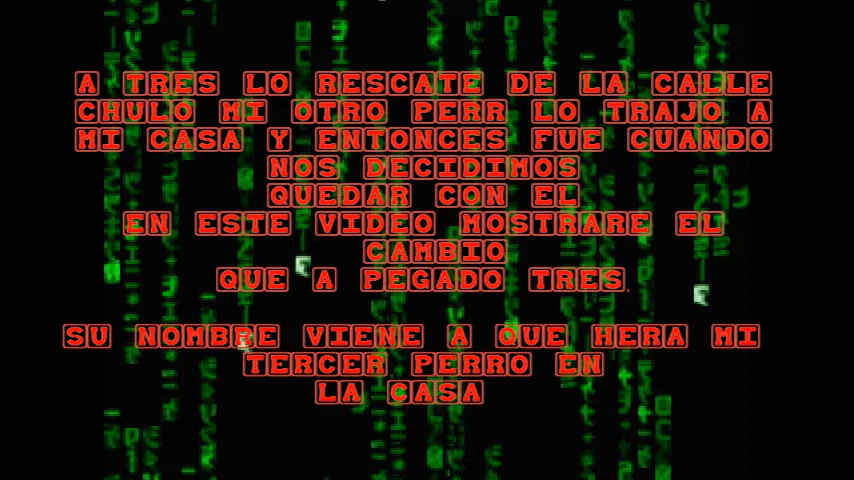 A TRES LO RESCATE DE LA CALLE
CHULO MI OTRO PERR LO TRAJO A
MI CASA Y ENTONCES FUE CUANDO
NOS DECIDIMOS
QUEDAR CON EL
EN ESTE VIDEO MOSTRARE EL
CAMBIO
QUE A PEGADO TRES.
SU NOMBRE VIENE A QUE HERA MI
TERCER PERRO EN
LA CASA